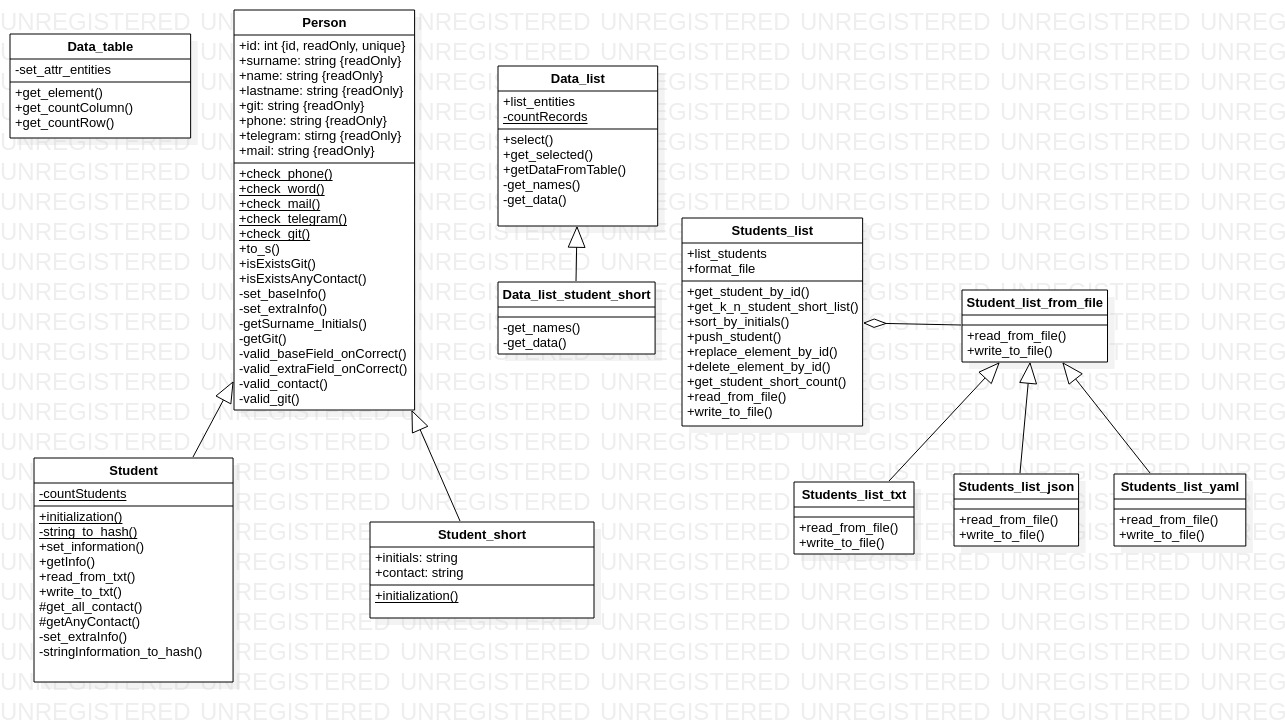 Data_table
-set_attr_entities
+get_element()
+get_countColumn()
+get_countRow()
Person
+id: int {id, readOnly, unique}
+surname: string {readOnly}
+name: string {readOnly}
+lastname: string {readOnly}
+git: string {readOnly}
+phone: string {readOnly}
+telegram: stirng {readOnly}
+mail: string {readOnly}
+check_phone()
+check_word()
+check_mail()
+check_telegram()
+check_git()
+to_s()
+isExistsGit()
+isExistsAnyContact()
-set_baseInfo()
-set_extraInfo()
-getSurname_Initials()
-getGit()
-valid_baseField_onCorrect()
-valid_extraField_onCorrect()
-valid_contact()
-valid_git()
Data_list
+list_entities
-countRecords
+select()
+get_selected()
+getDataFromTable()
-get_names()
-get_data()
Data_list_student_short
-get_names()
-get_data()
Students_list
+list_students
+format_file
+get_student_by_id()
+get_k_n_student_short_list()
+sort_by_initials()
+push_student()
+replace_element_by_id()
+delete_element_by_id()
+get_student_short_count()
+read_from_file()
+write_to_file()
Student_list_from_file
+read_from_file()
+write_to_file()
Student
-countStudents
+initialization()
-string_to_hash()
+set_information()
+getInfo()
+read_from_txt()
+write_to_txt()
#get_all_contact()
#getAnyContact()
-set_extraInfo()
-stringInformation_to_hash()
Student_short
+initials: string
+contact: string
+initialization()
Students_list_txt
+read_from_file()
+write_to_file()
Students_list_json
+read_from_file()
+write_to_file()
Students_list_yaml
+read_from_file()
+write_to_file()
UNREGISTERED